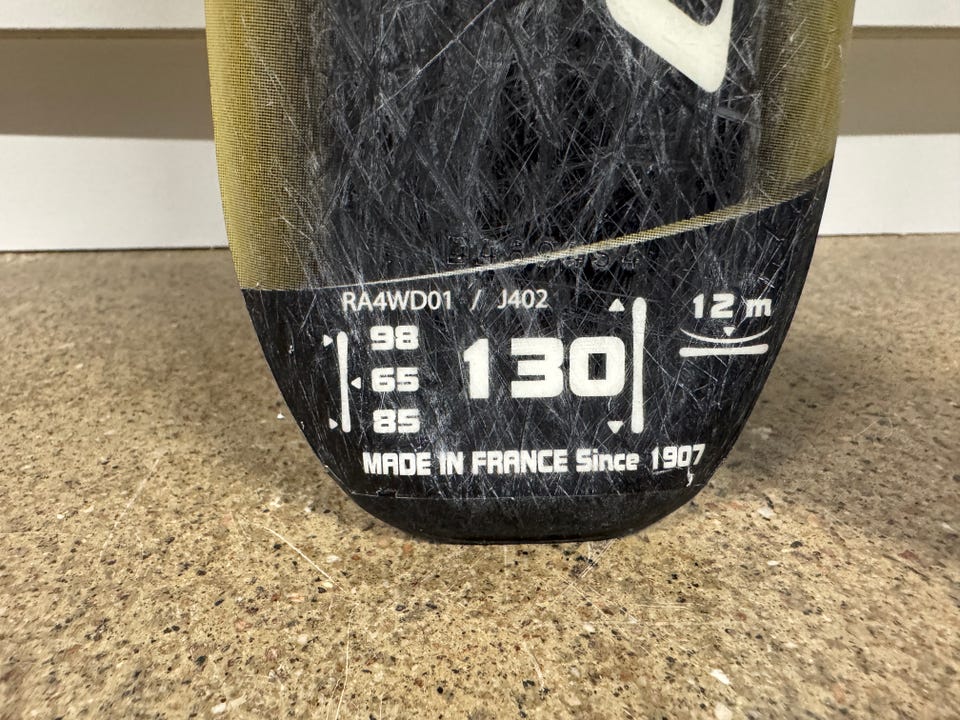 RA4WD01 / J402
12 m
98
65
85
130
MADE IN FRANCE Since 1907